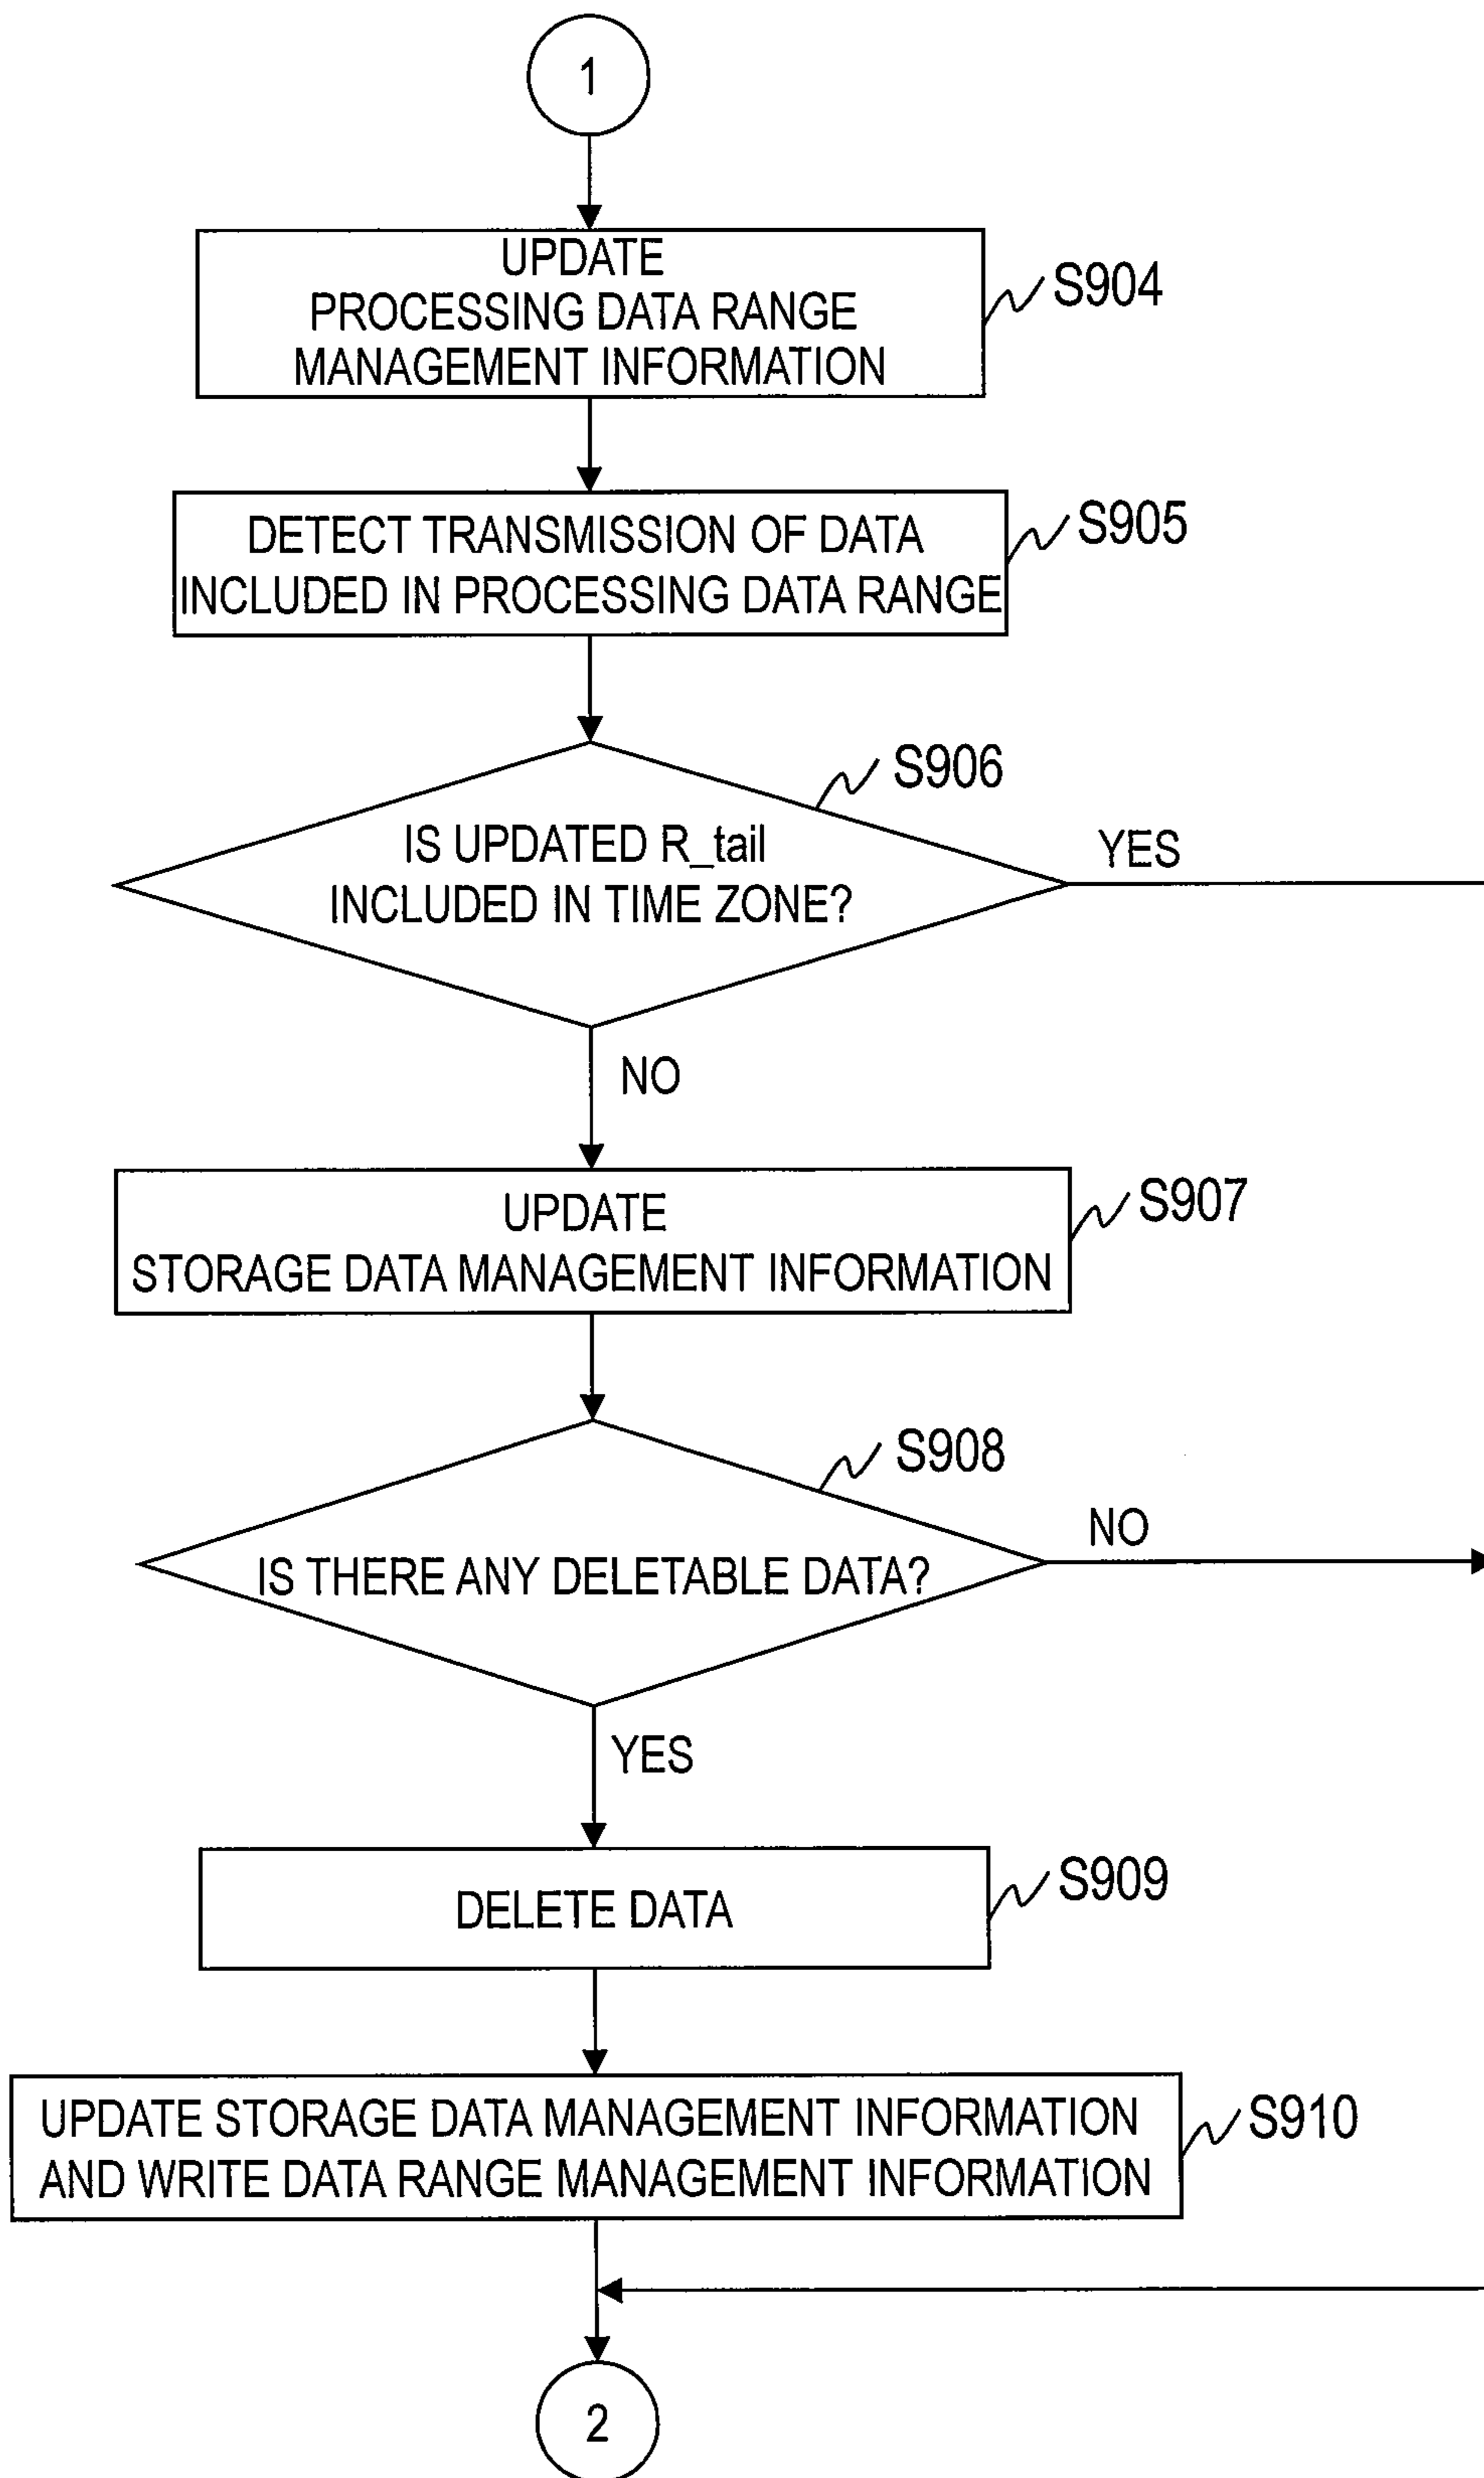 1
UPDATE
PROCESSING DATA RANGE
MANAGEMENT INFORMATION
S904
DETECT TRANSMISSION OF DATA
INCLUDED IN PROCESSING DATA RANGE
S905
S906
IS UPDATED R_tail
INCLUDED IN TIME ZONE?
YES
NO
UPDATE
STORAGE DATA MANAGEMENT INFORMATION
S907
S908
IS THERE ANY DELETABLE DATA?
NO
YES
DELETE DATA
S909
UPDATE STORAGE DATA MANAGEMENT INFORMATION
AND WRITE DATA RANGE MANAGEMENT INFORMATION
S910
2